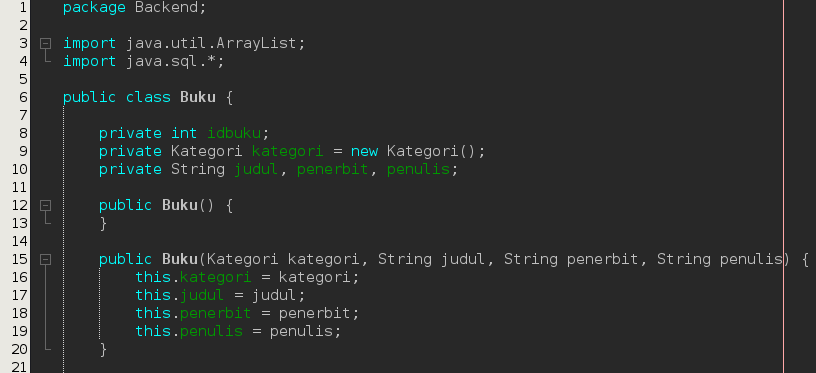 1 package Backend;
2
3 import java.util.ArrayList;
4 import java.sql.*;
5
6 public class Buku {
7
8 private int idbuku;
9 private Kategori kategori = new Kategori();
10 private String judul, penerbit, penulis;
11
12 public Buku() {
13 }
14
15 public Buku(Kategori kategori, String judul, String penerbit, String penulis) {
16 this.kategori = kategori;
17 this.judul = judul;
18 this.penerbit = penerbit;
19 this.penulis = penulis;
20 }
21